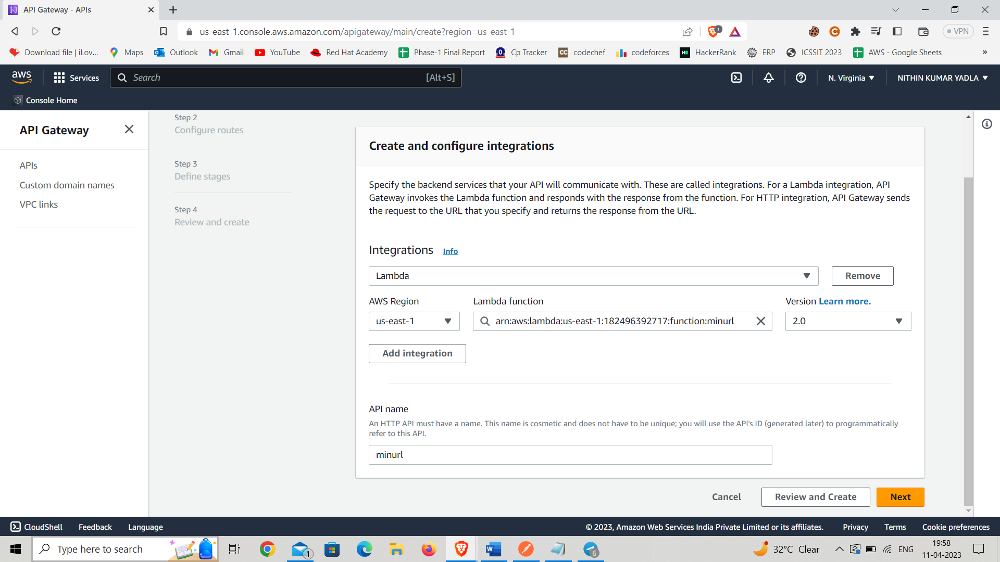 API Gateway - APIs
us-east-1.console.aws.amazon.com/apigateway/main/create?region=us-east-1
1
VPN
Download file | iLov...
Maps
Outlook
Gmail
YouTube
Red Hat Academy
Phase-1 Final Report
Cp Tracker
codechef
codeforces
HackerRank
ERP
ICSSIT 2023
AWS - Google Sheets
»
aws
Services
Search
[Alt+S]
N. Virginia
NITHIN KUMAR YADLA
Console Home
API Gateway
APIs
Custom domain names
VPC links
Step 2
Configure routes
Step 3
Define stages
Step 4
Review and create
Create and configure integrations
Specify the backend services that your API will communicate with. These are called integrations. For a Lambda integration, API
Gateway invokes the Lambda function and responds with the response from the function. For HTTP integration, API Gateway sends
the request to the URL that you specify and returns the response from the URL.
Integrations Info
Lambda
Remove
AWS Region
Lambda function
Version Learn more.
us-east-1
arn:aws:lambda:us-east-1:182496392717:function:minurl
2.0
Add integration
API name
An HTTP API must have a name. This name is cosmetic and does not have to be unique; you will use the API's ID (generated later) to programmatically
refer to this API.
minurl
Cancel
Review and Create
Next
CloudShell
Feedback
Language
© 2023, Amazon Web Services India Private Limited or its affiliates.
Privacy
Terms
Cookie preferences
Type here to search
1
6
32°C Clear
ENG
19:58
11-04-2023